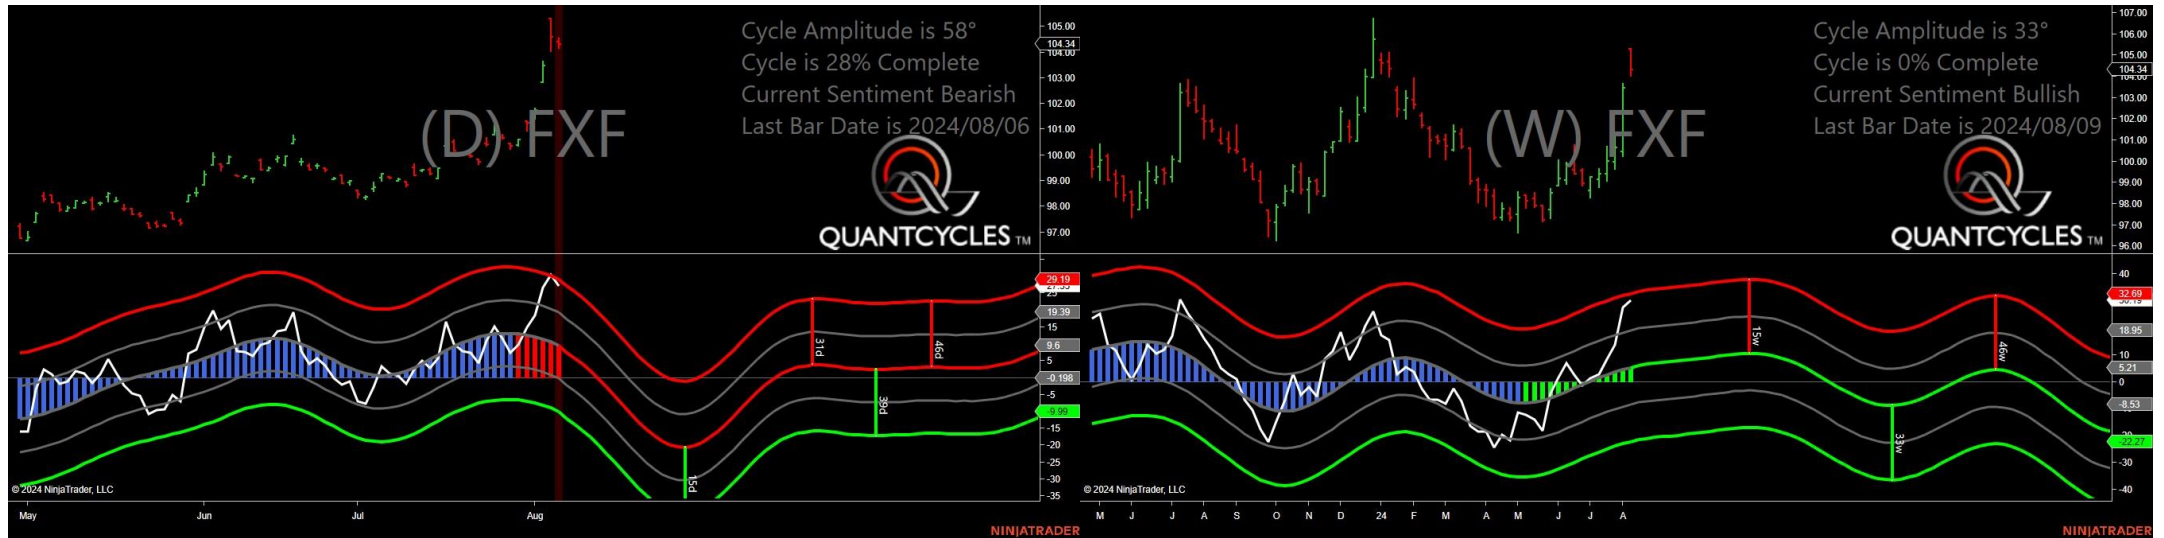 Cycle Amplitude is 58°
Cycle is 28% Complete
Current Sentiment Bearish
Last Bar Date is 2024/08/06
(D) FXF
QUANTCYCLES TM
105.00
104.34
104.00
103.00
102.00
101.00
100.00
99.00
98.00
97.00
29.19
25
19.39
15
9.6
5
-0.198
-5
-9.99
-15
-20
-25
-30
-35
15d
31d
39d
46d
© 2024 NinjaTrader, LLC
May Jun Jul Aug
NINJATRADER
Cycle Amplitude is 33°
Cycle is 0% Complete
Current Sentiment Bullish
Last Bar Date is 2024/08/09
(W) FXF
QUANTCYCLES TM
107.00
106.00
105.00
104.34
104.00
103.00
102.00
101.00
100.00
99.00
98.00
97.00
96.00
40
32.69
18.95
10
5.21
0
-8.53
-22.27
-30
-40
15w
33w
46w
© 2024 NinjaTrader, LLC
M J J A S O N D 24 F M A M J J A
NINJATRADER